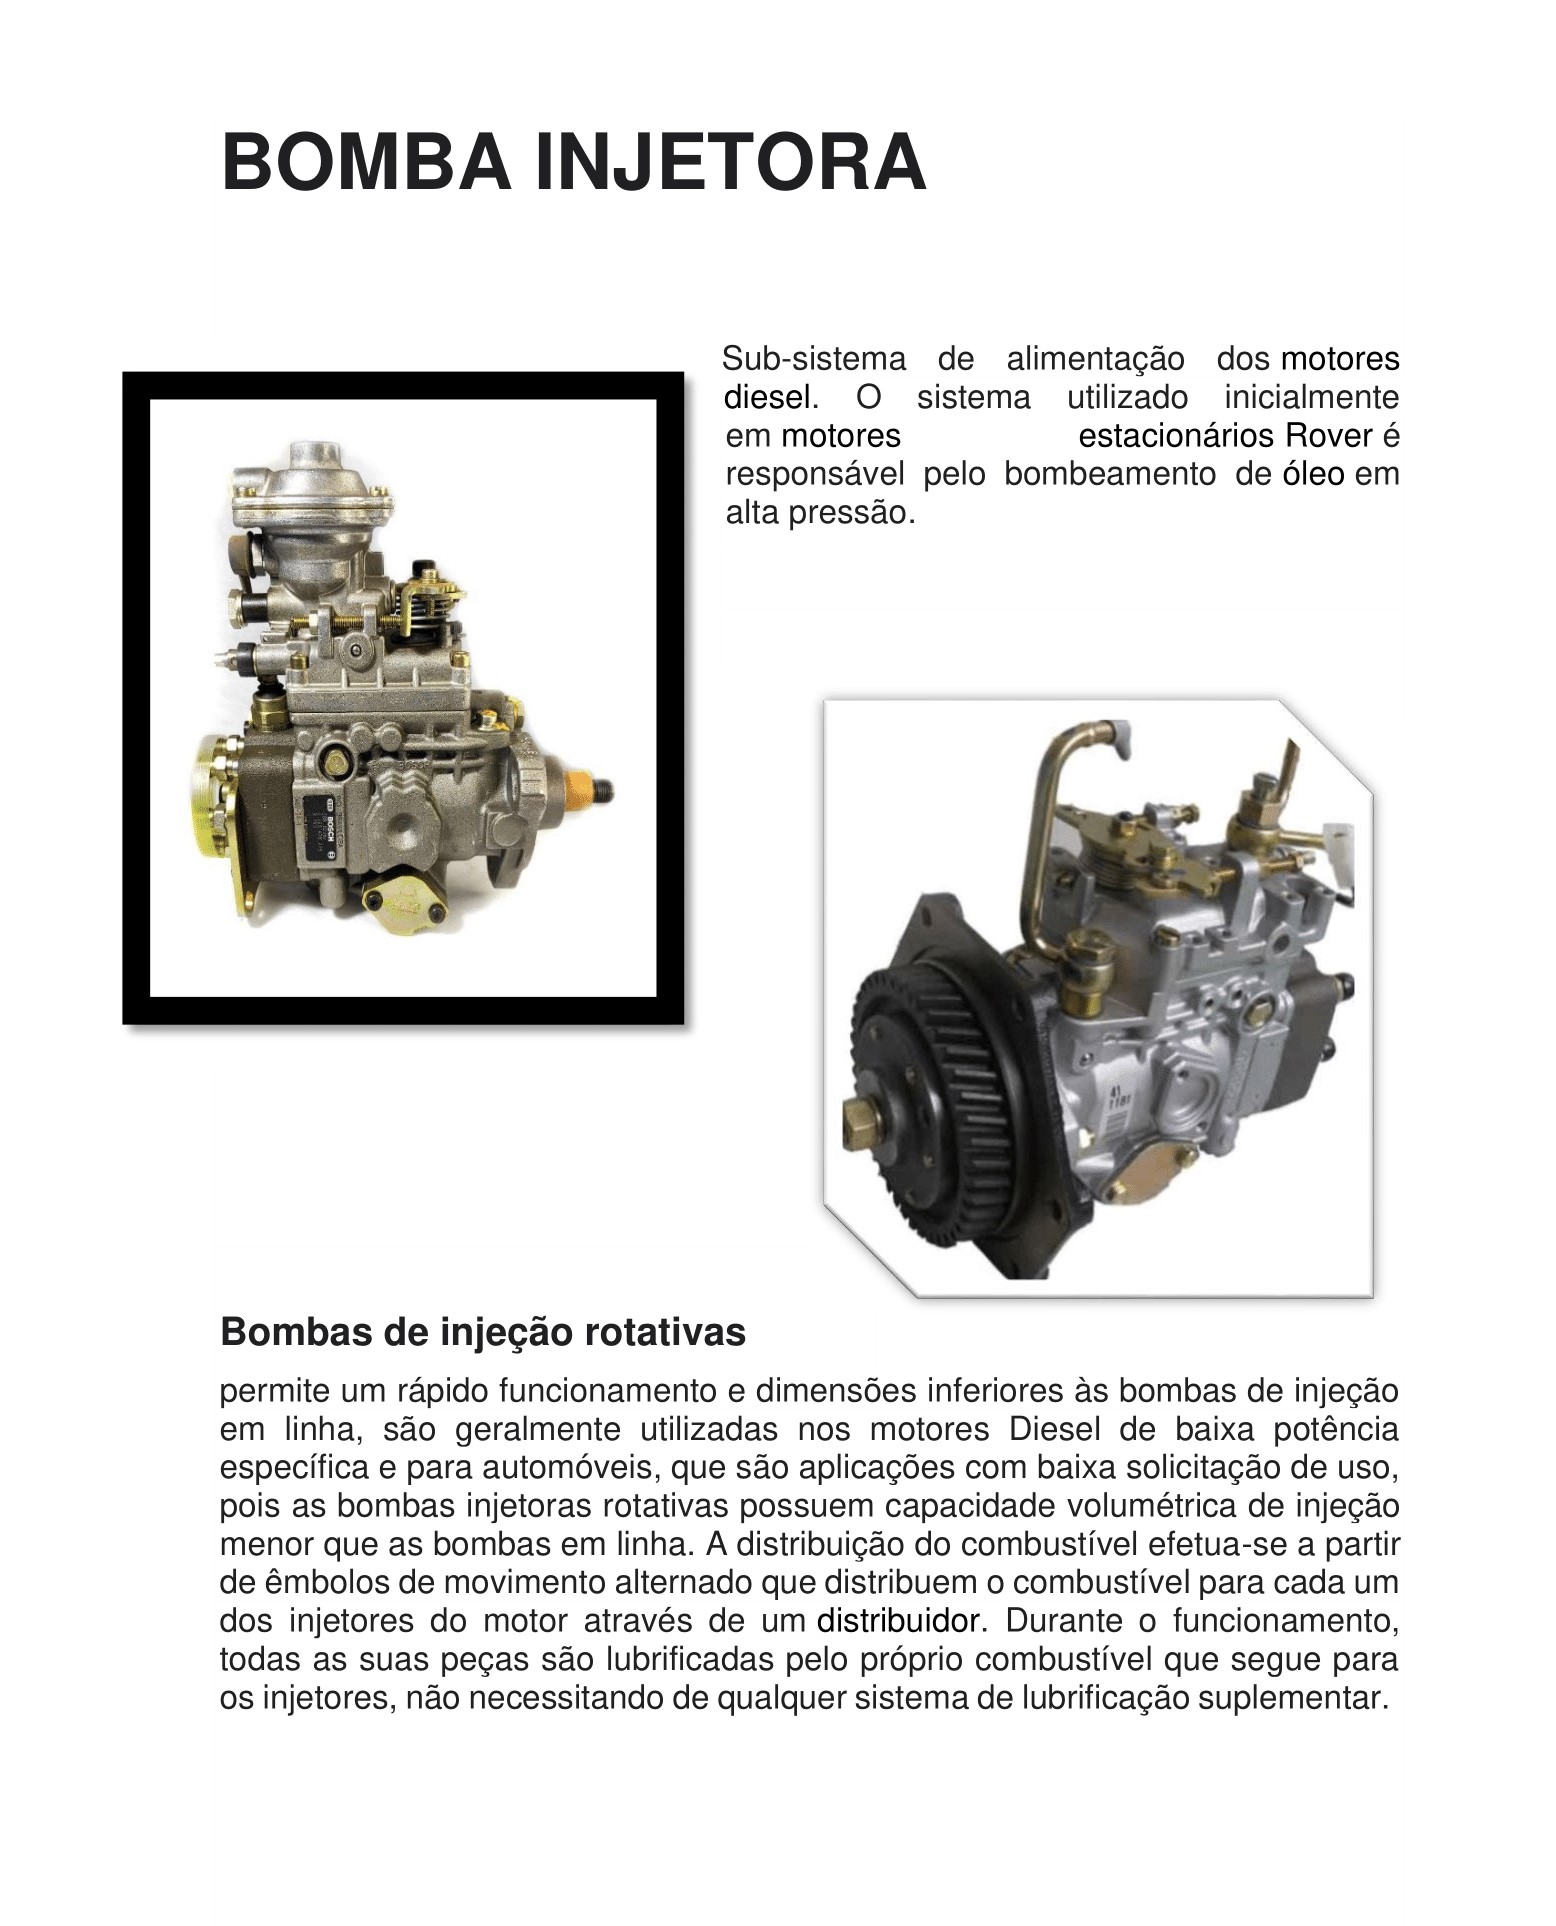 BOMBA INJETORA
Sub-sistema de alimentação dos motores
diesel. O sistema utilizado inicialmente
em motores estacionários Rover é
responsável pelo bombeamento de óleo em
alta pressão.
BOSCH
41
1181
Bombas de injeção rotativas
permite um rápido funcionamento e dimensões inferiores às bombas de injeção
em linha, são geralmente utilizadas nos motores Diesel de baixa potência
específica e para automóveis, que são aplicações com baixa solicitação de uso,
pois as bombas injetoras rotativas possuem capacidade volumétrica de injeção
menor que as bombas em linha. A distribuição do combustível efetua-se a partir
de êmbolos de movimento alternado que distribuem o combustível para cada um
dos injetores do motor através de um distribuidor. Durante o funcionamento,
todas as suas peças são lubrificadas pelo próprio combustível que segue para
os injetores, não necessitando de qualquer sistema de lubrificação suplementar.